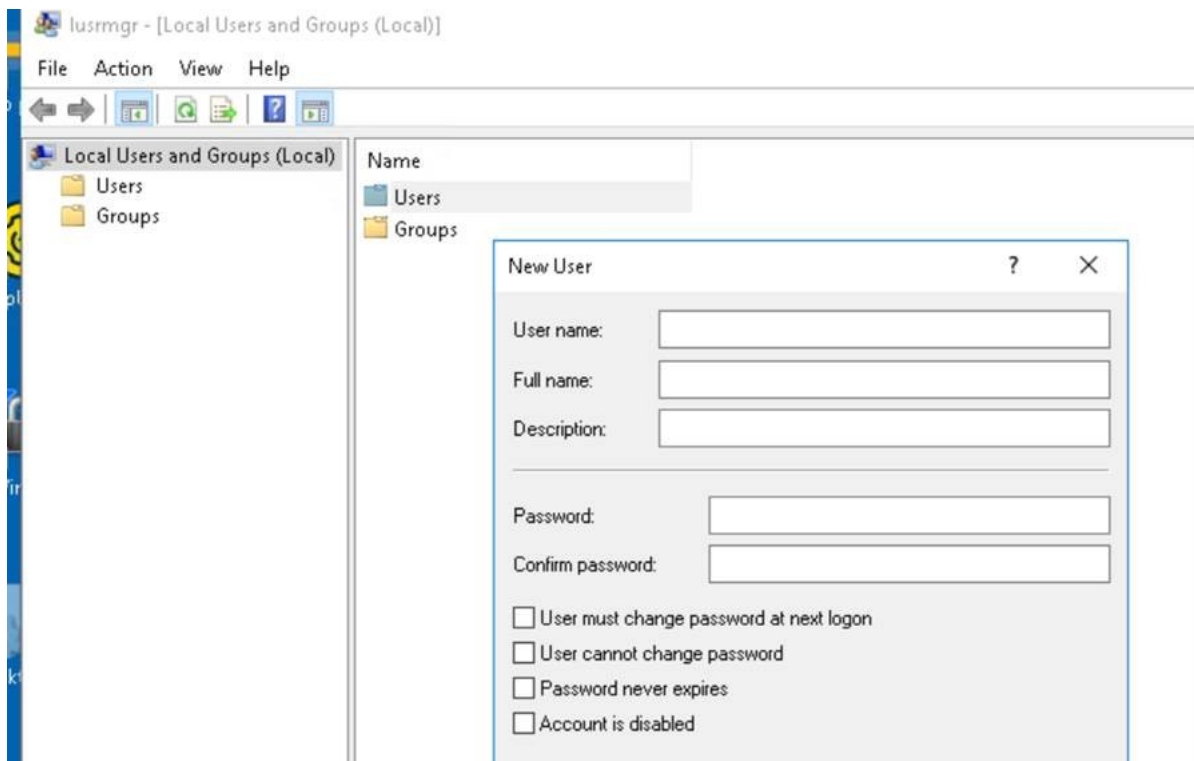 lusrmgr - [Local Users and Groups (Local)]
File Action View Help
Local Users and Groups (Local)
Users
Groups
Name
Users
Groups
New User
User name:
Full name:
Description:
Password:
Confirm password:
User must change password at next logon
User cannot change password
Password never expires
Account is disabled